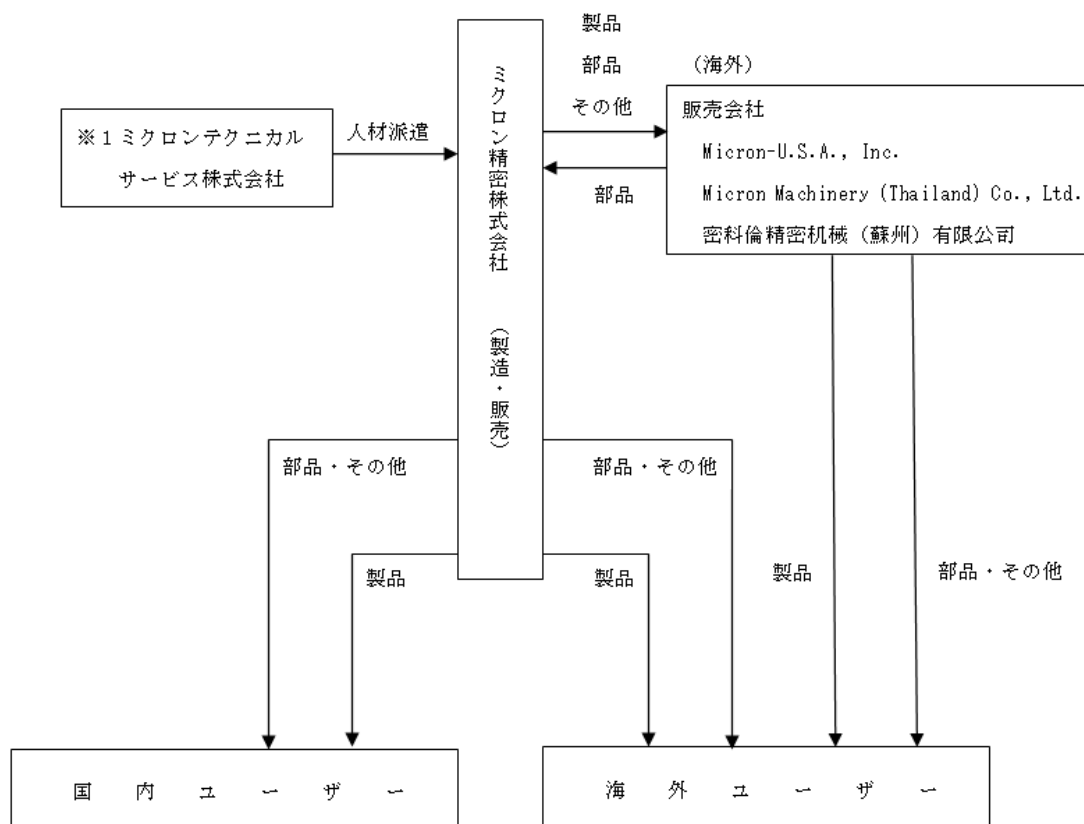 製品
部品
その他
(海外)
※1ミクロンテクニカル
サービス株式会社
人材派遣
ミクロン精密株式会社 (製造・販売)
部品
販売会社
Micron-U.S.A., Inc.
Micron Machinery (Thailand) Co., Ltd.
密科倫精密机械 (蘇州) 有限公司
部品・その他
製品
部品・その他
製品
製品
部品・その他
国内ユーザー
海外ユーザー